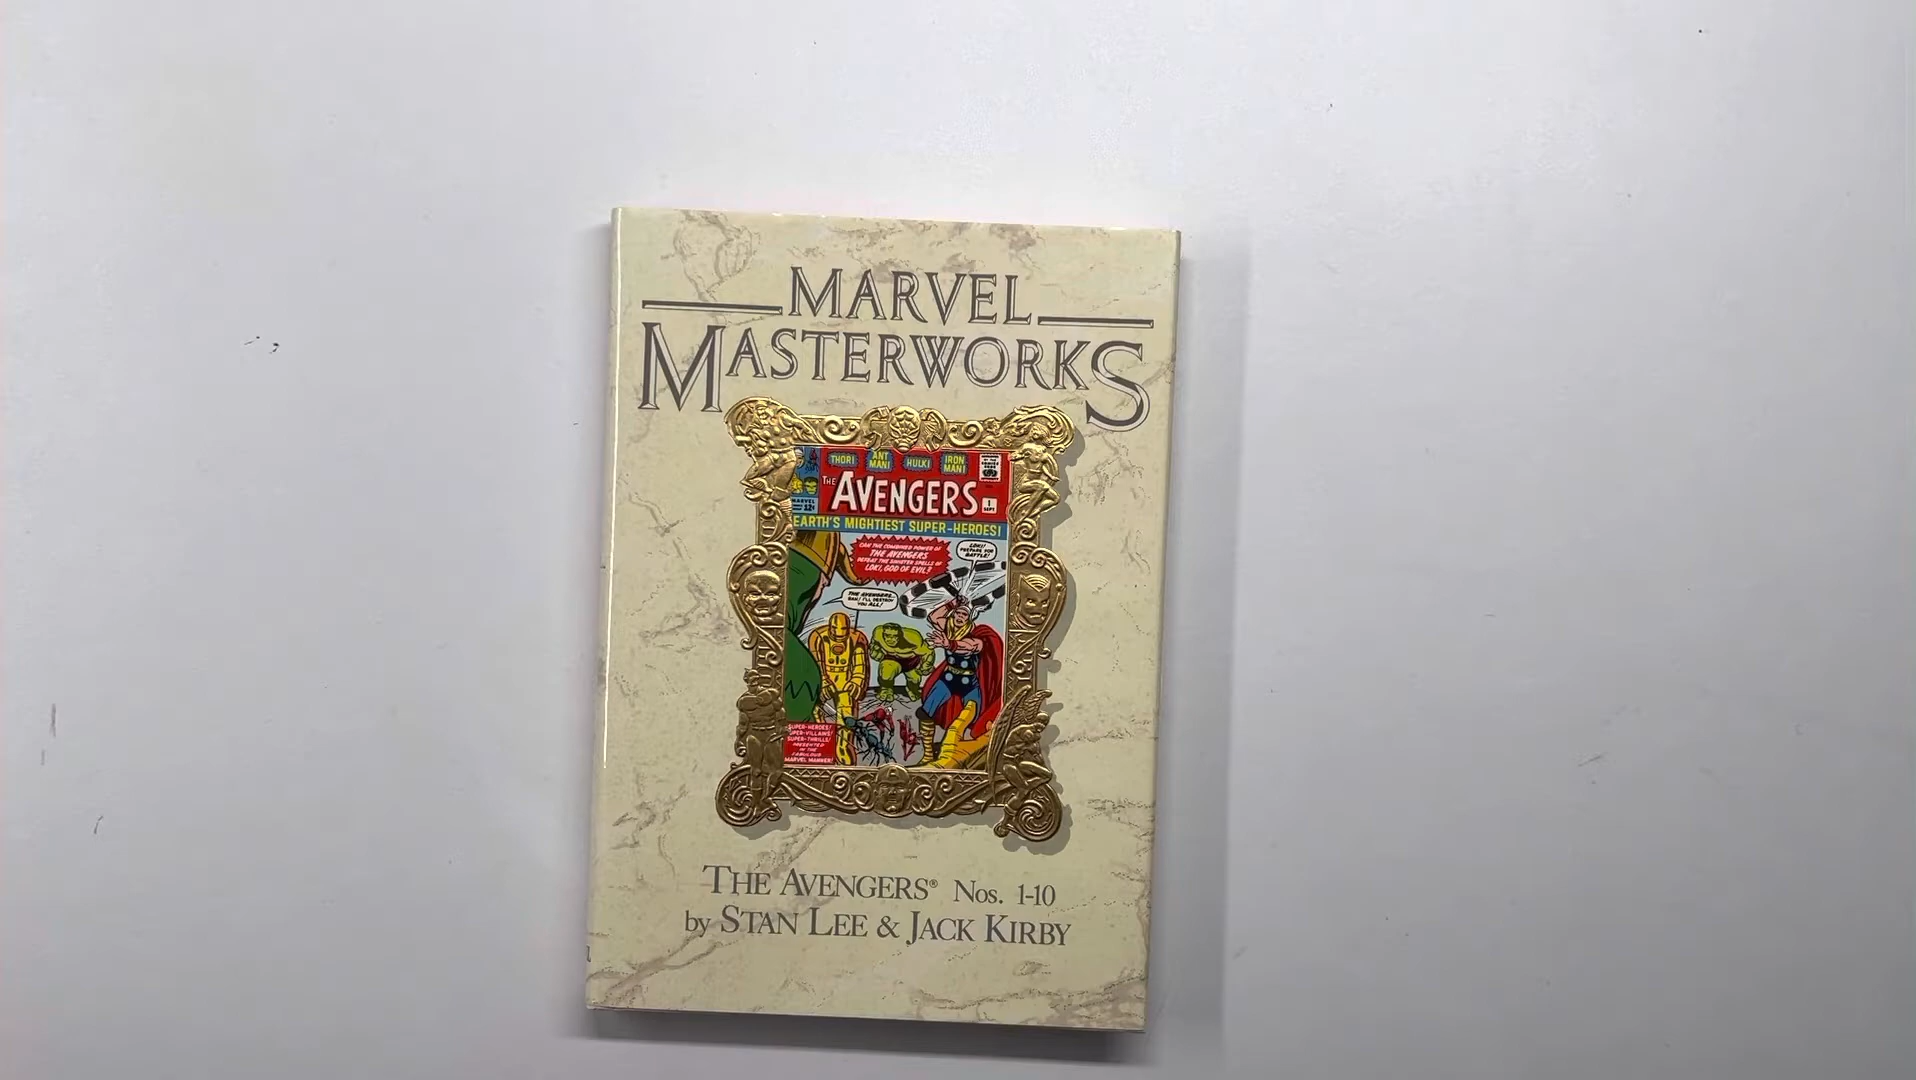 MARVEL
MASTERWORKS
THOR!
ANT
MAN!
HULK!
IRON
MAN!
THE AVENGERS
1
SEPT
MARVEL
12¢
EARTH'S MIGHTIEST SUPER-HEROES!
CAN THE COMBINED POWER OF
THE AVENGERS
DEFEAT THE SINISTER SPELLS OF
LOKI, GOD OF EVIL?
LOKI!
PREPARE FOR
BATTLE!
THE AVENGERS...
BAH! I'LL DESTROY
YOU ALL!
SUPER-HEROES!
SUPER-VILLAINS!
SUPER-THRILLS!
PRESENTED
IN THE
FABULOUS
MARVEL MANNER!
THE AVENGERS® Nos. 1-10
by STAN LEE & JACK KIRBY